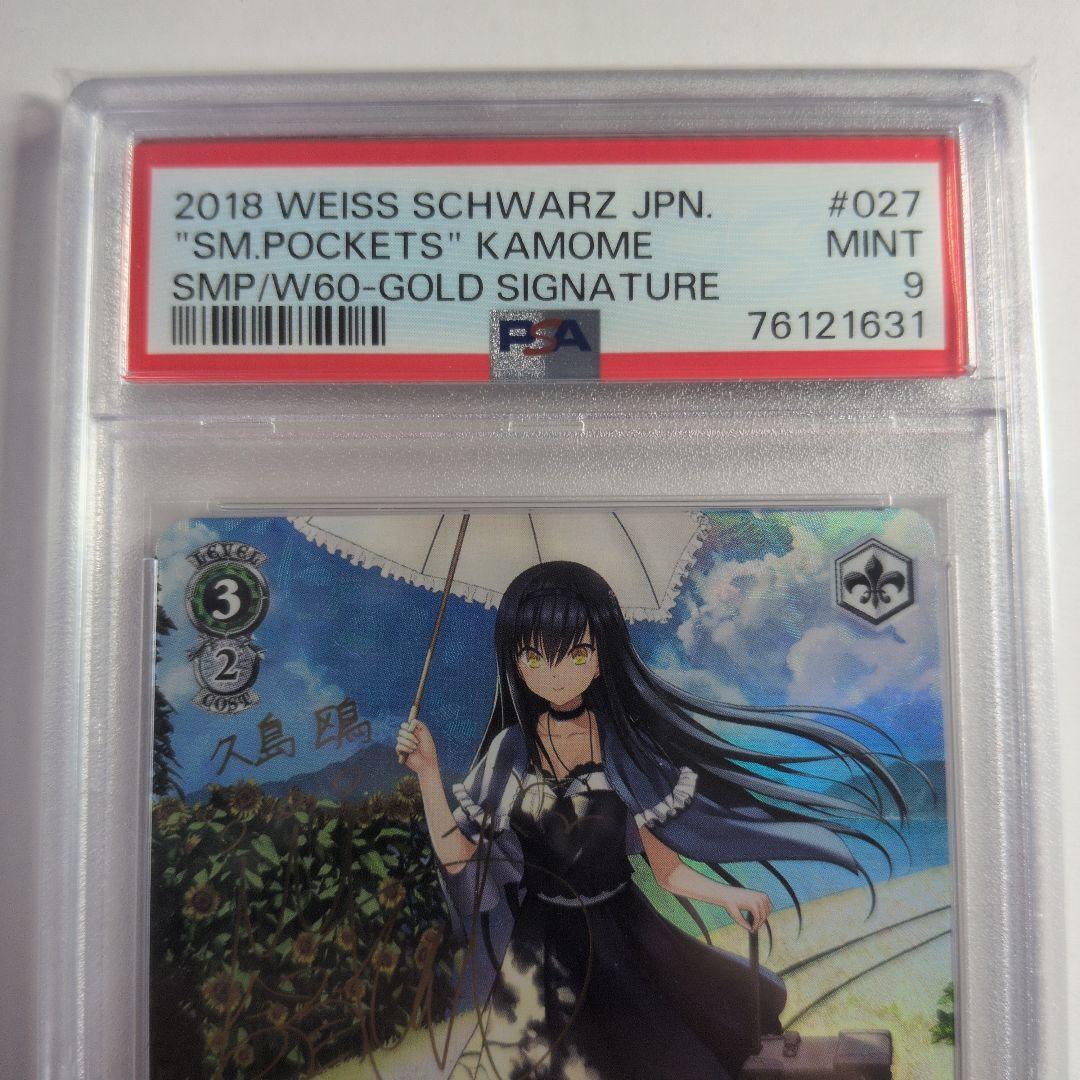 2018 WEISS SCHWARZ JPN. #027
"SM.POCKETS" KAMOME MINT
SMP/W60-GOLD SIGNATURE 9
PSA 76121631
LEVEL
3
2
COST
久島 鴎